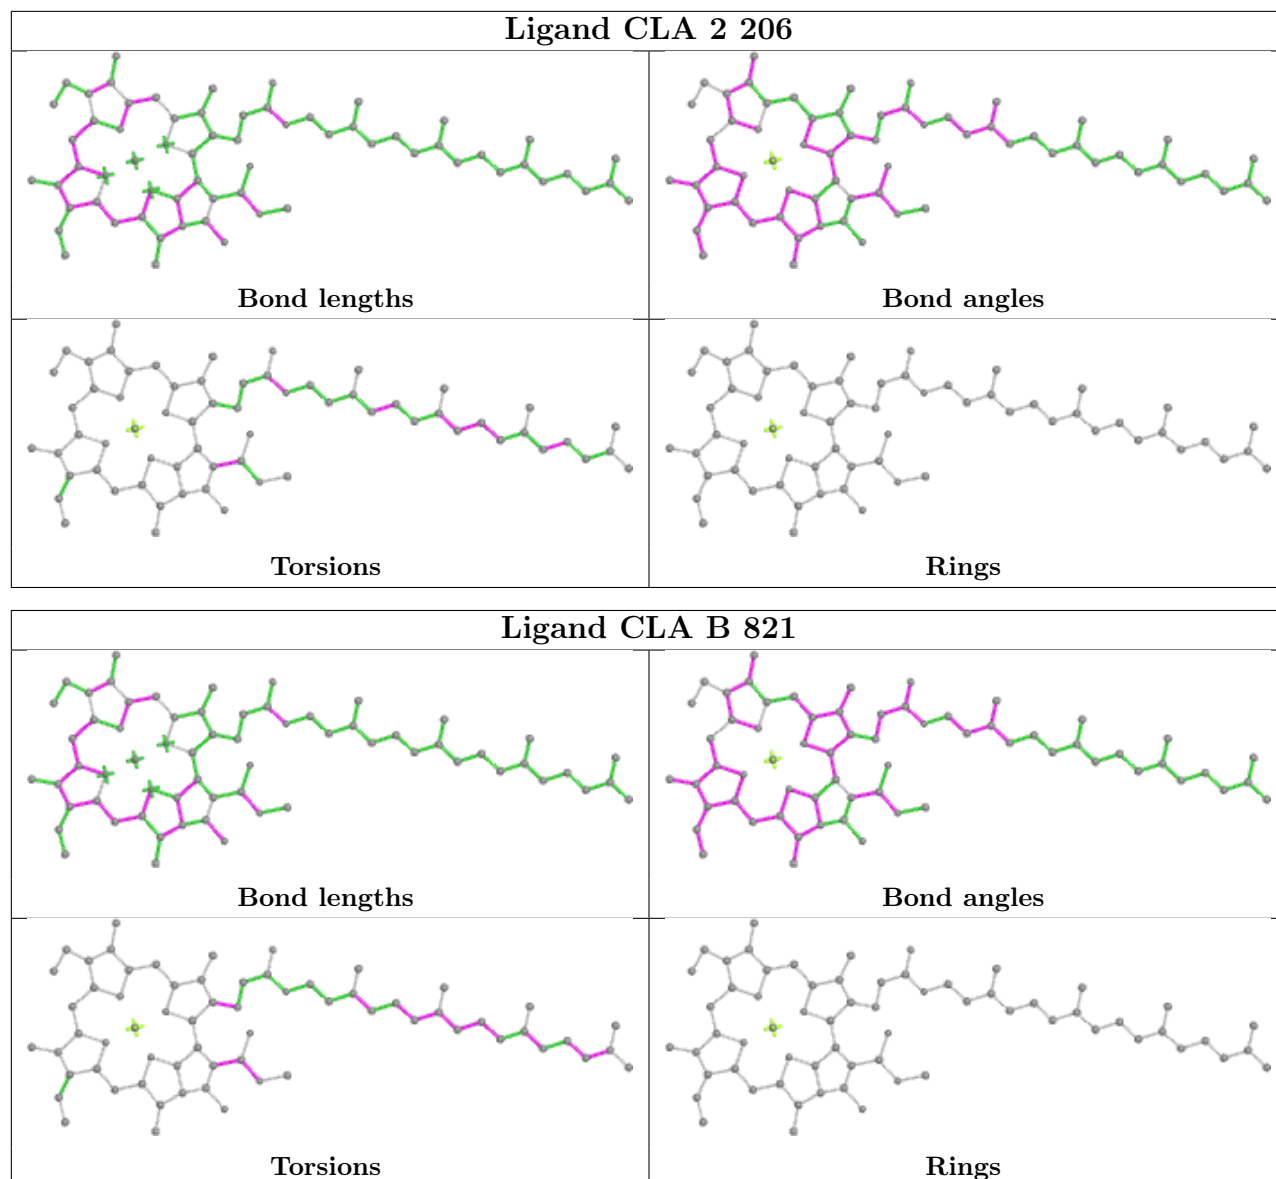 Ligand CLA 2 206
Bond lengths
Bond angles
Torsions
Rings
Ligand CLA B 821
Bond lengths
Bond angles
Torsions
Rings